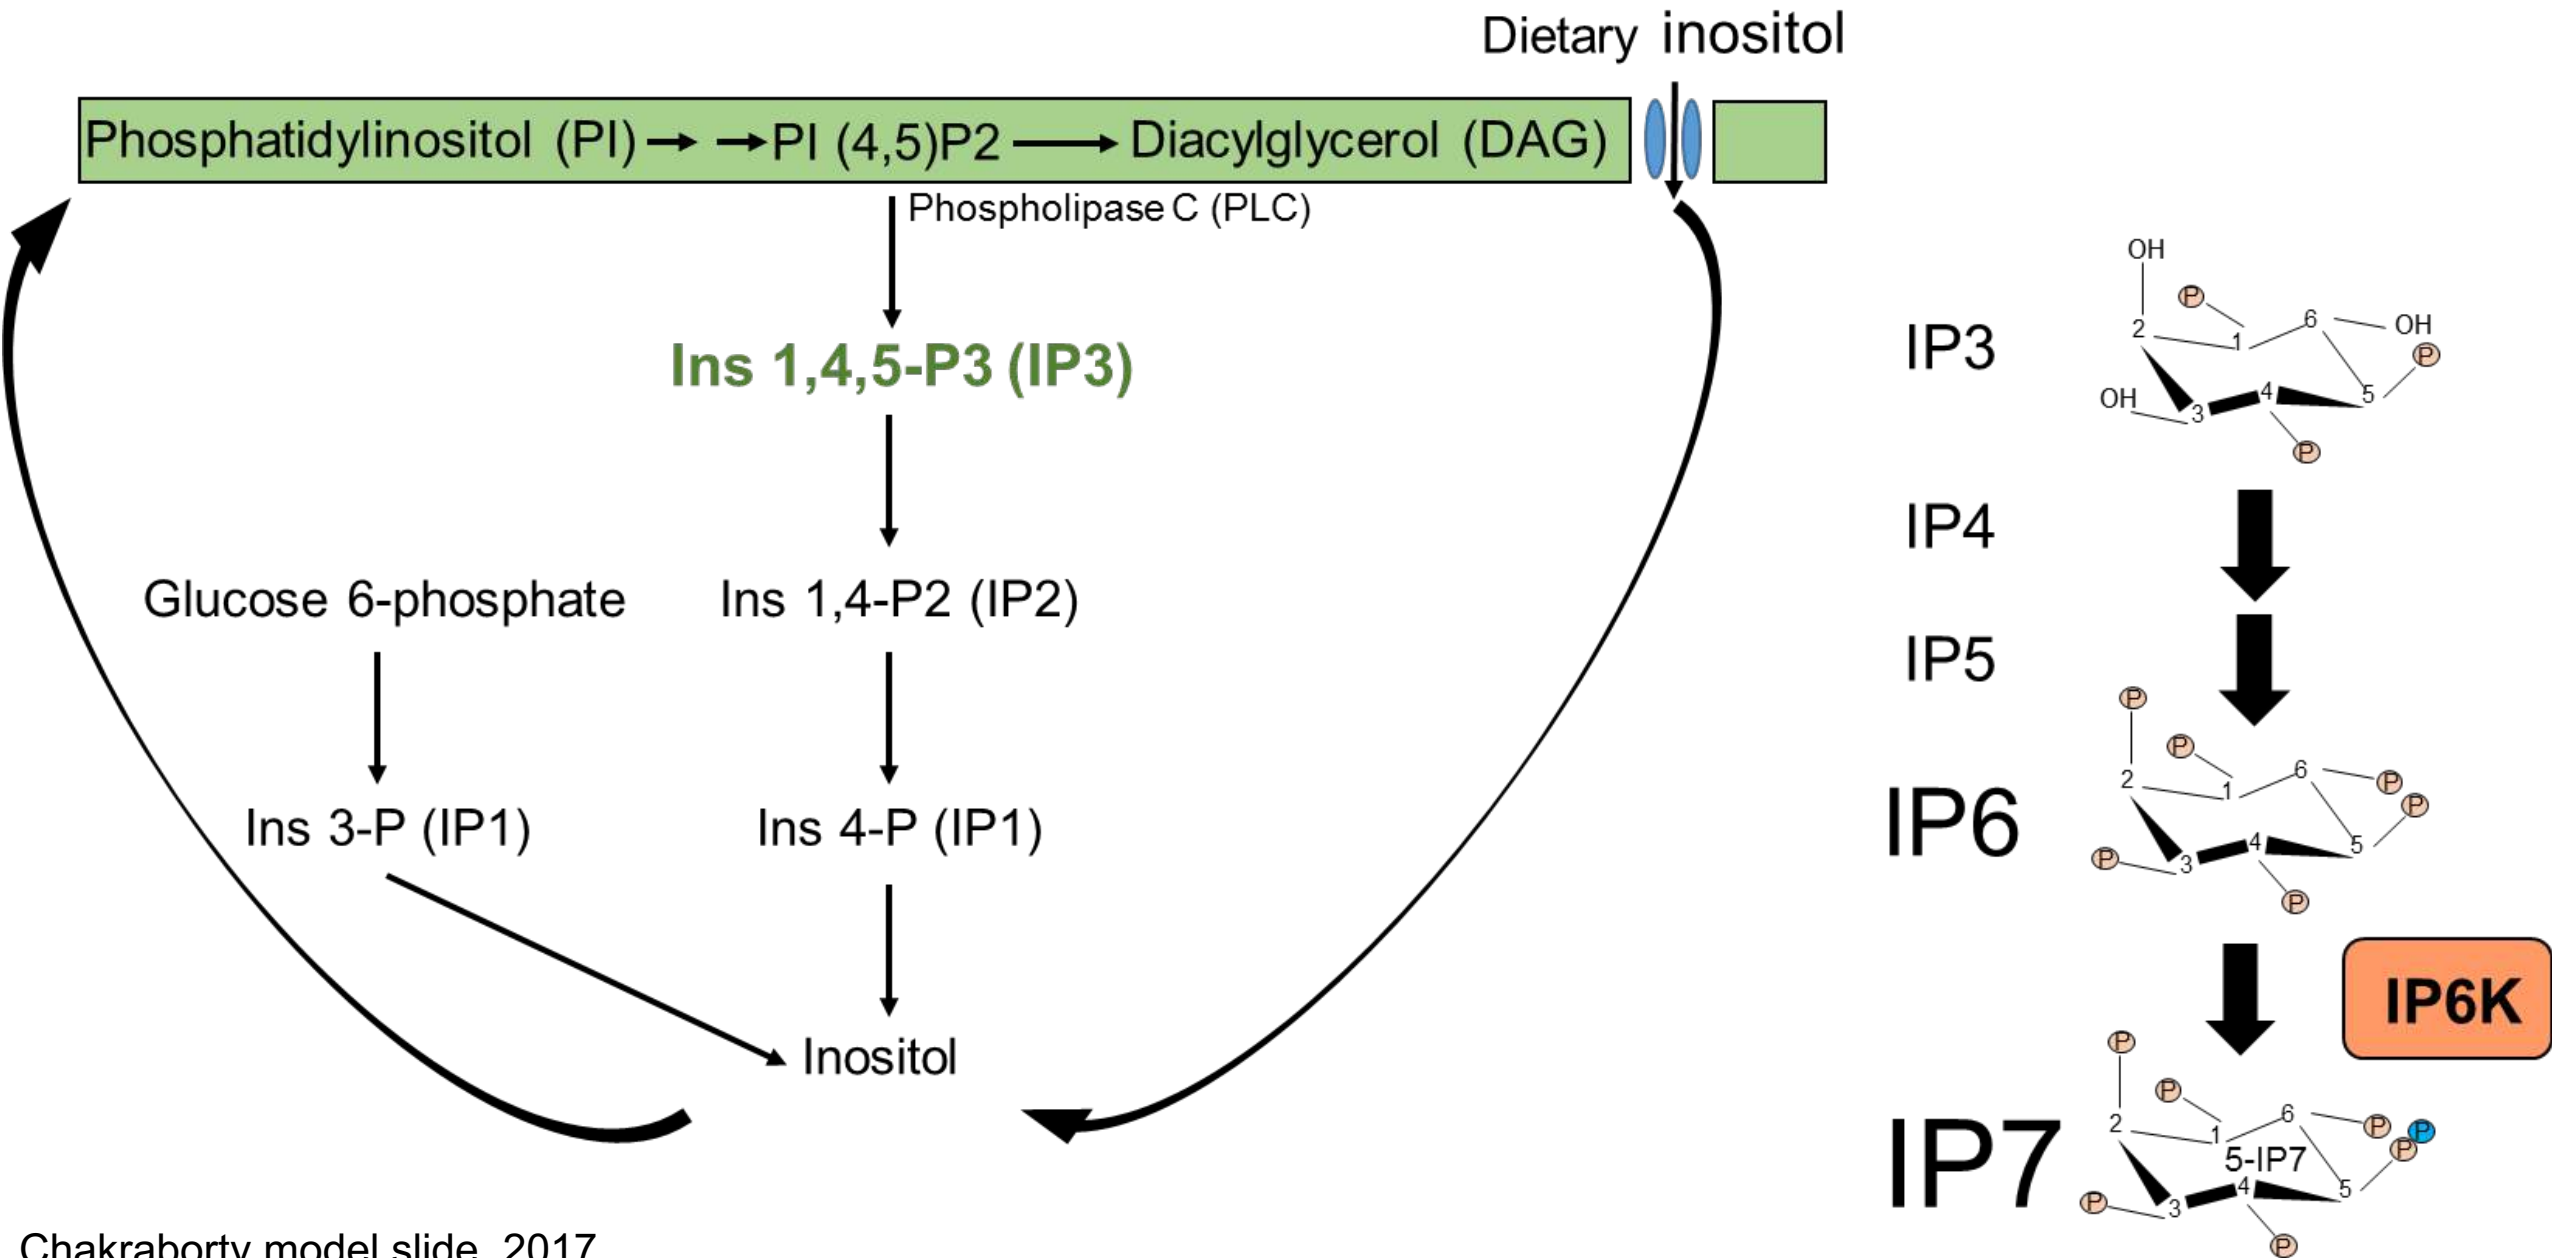 Dietary inositol
Phosphatidylinositol (PI) PI (4,5)P2 Diacylglycerol (DAG)
Phospholipase C (PLC)
Ins 1,4,5-P3 (IP3)
Glucose 6-phosphate Ins 1,4-P2 (IP2)
Ins 3-P (IP1) Ins 4-P (IP1)
Inositol
IP3
OH
P
2 1 6 OH
P
OH 3 4 5
P
IP4
IP5
P
P
2 1 6 P
P
IP6
P 3 4 5
P
IP6K
P
P
2 1 6 P P
P
5-IP7
IP7
P 3 4 5
P
Chakraborty model slide, 2017